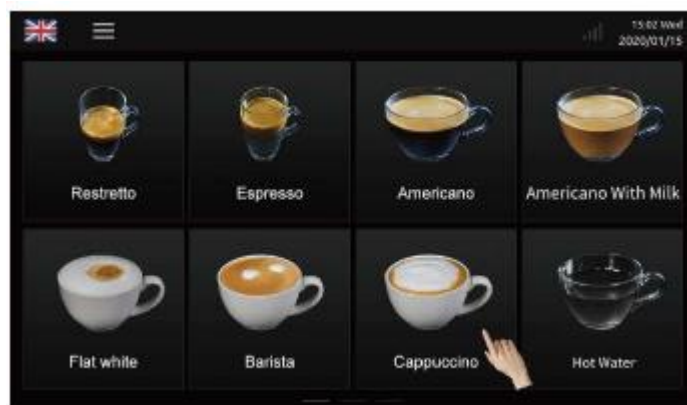 15:02 Wed
2020/01/15
Restretto
Espresso
Americano
Americano With Milk
Flat white
Barista
Cappuccino
Hot Water